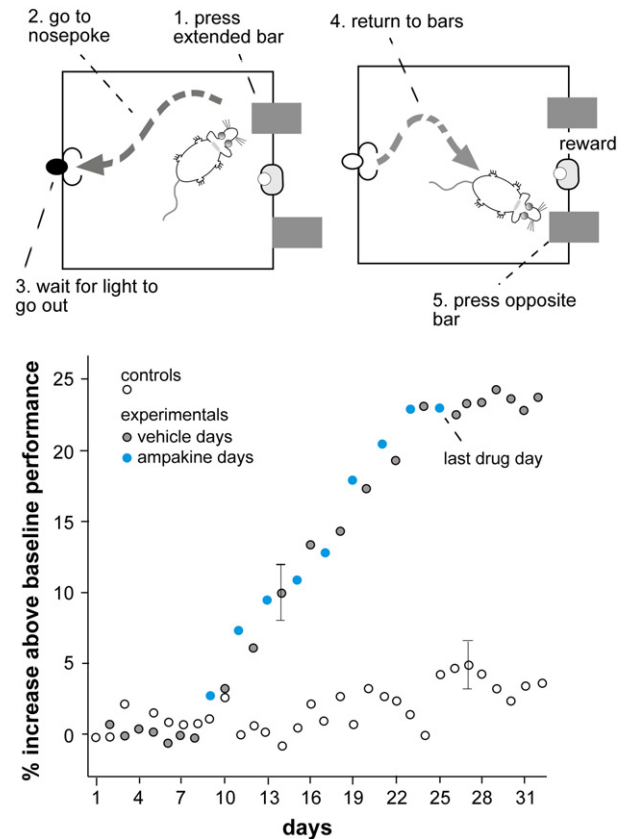 2. go to
nosepoke
1. press
extended bar
4. return to bars
reward
3. wait for light to
go out
5. press opposite
bar
% increase above baseline performance
25
20
15
10
5
0
controls
experimentals
vehicle days
ampakine days
last drug day
1 4 7 10 13 16 19 22 25 28 31
days